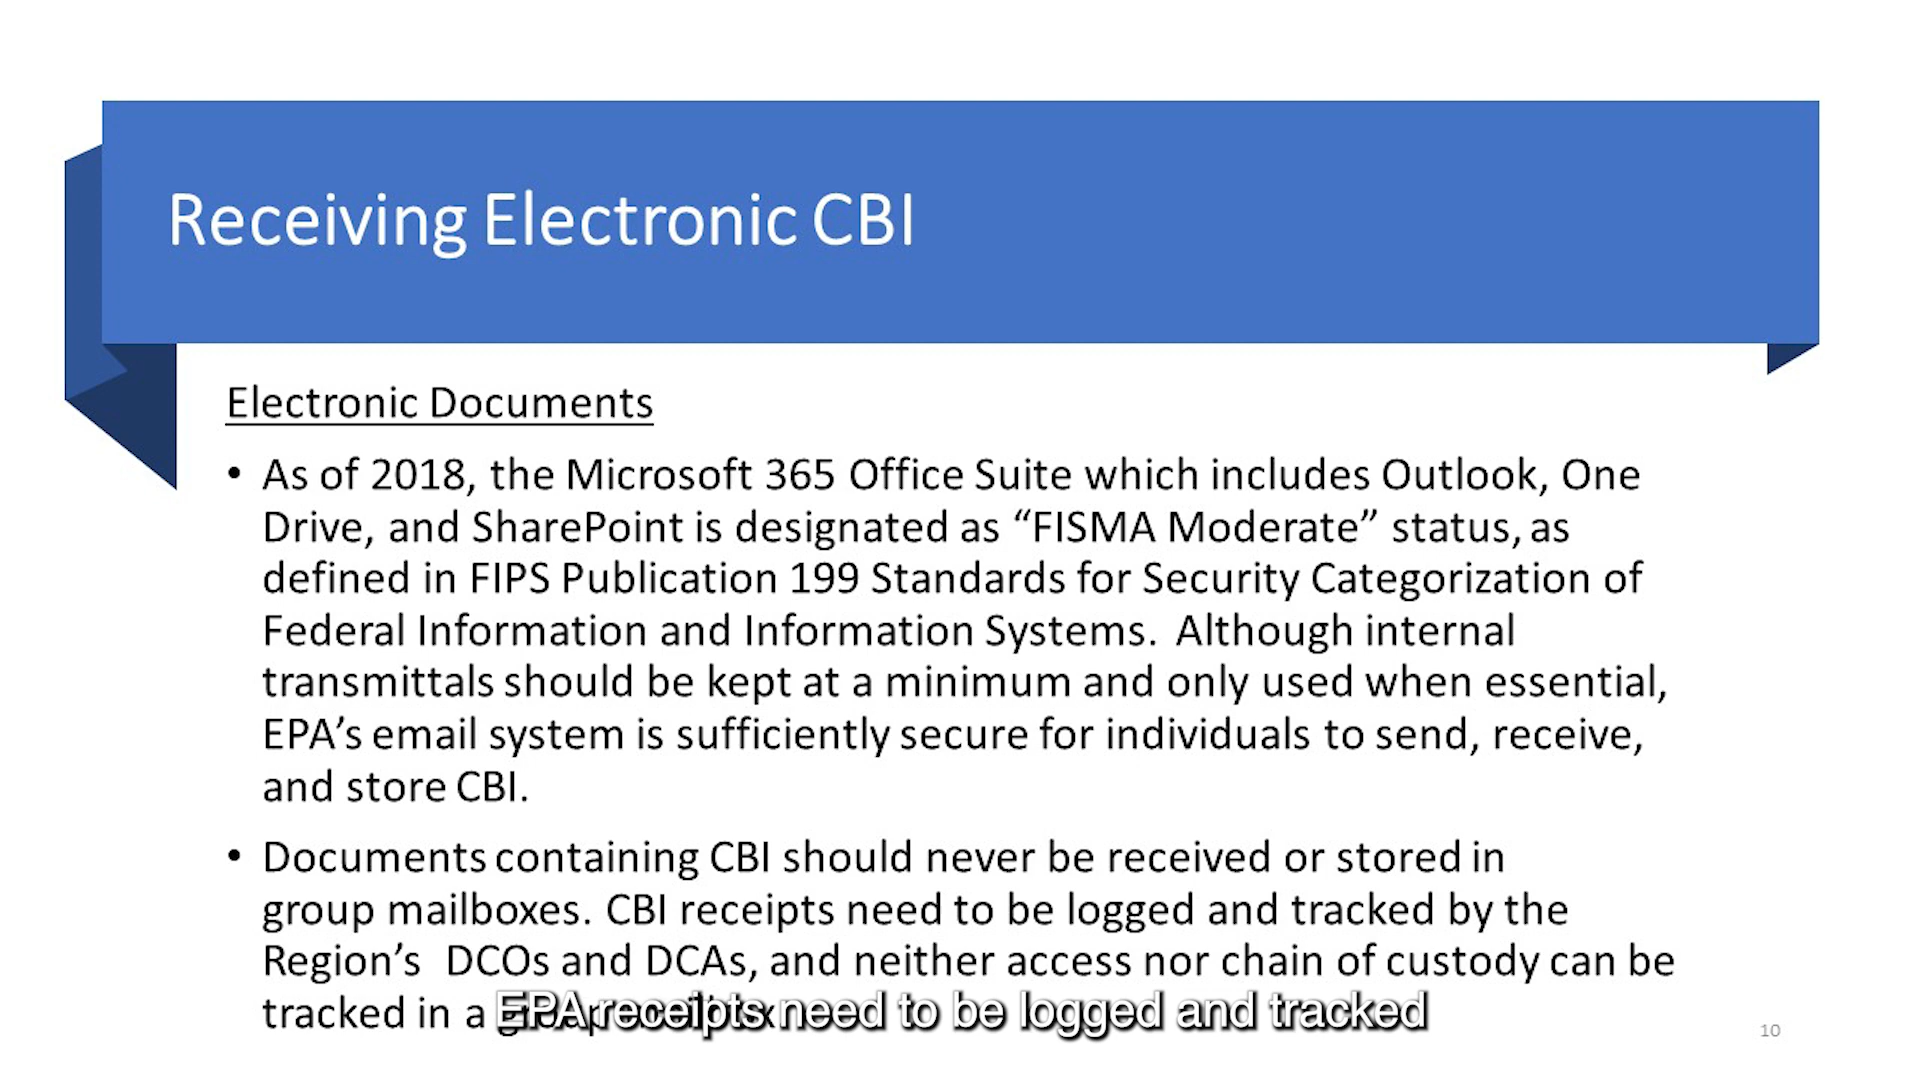 Receiving Electronic CBI
Electronic Documents
• As of 2018, the Microsoft 365 Office Suite which includes Outlook, One
Drive, and SharePoint is designated as “FISMA Moderate” status, as
defined in FIPS Publication 199 Standards for Security Categorization of
Federal Information and Information Systems. Although internal
transmittals should be kept at a minimum and only used when essential,
EPA’s email system is sufficiently secure for individuals to send, receive,
and store CBI.
• Documents containing CBI should never be received or stored in
group mailboxes. CBI receipts need to be logged and tracked by the
Region’s DCOs and DCAs, and neither access nor chain of custody can be
tracked in a
EPA receipts need to be logged and tracked
10